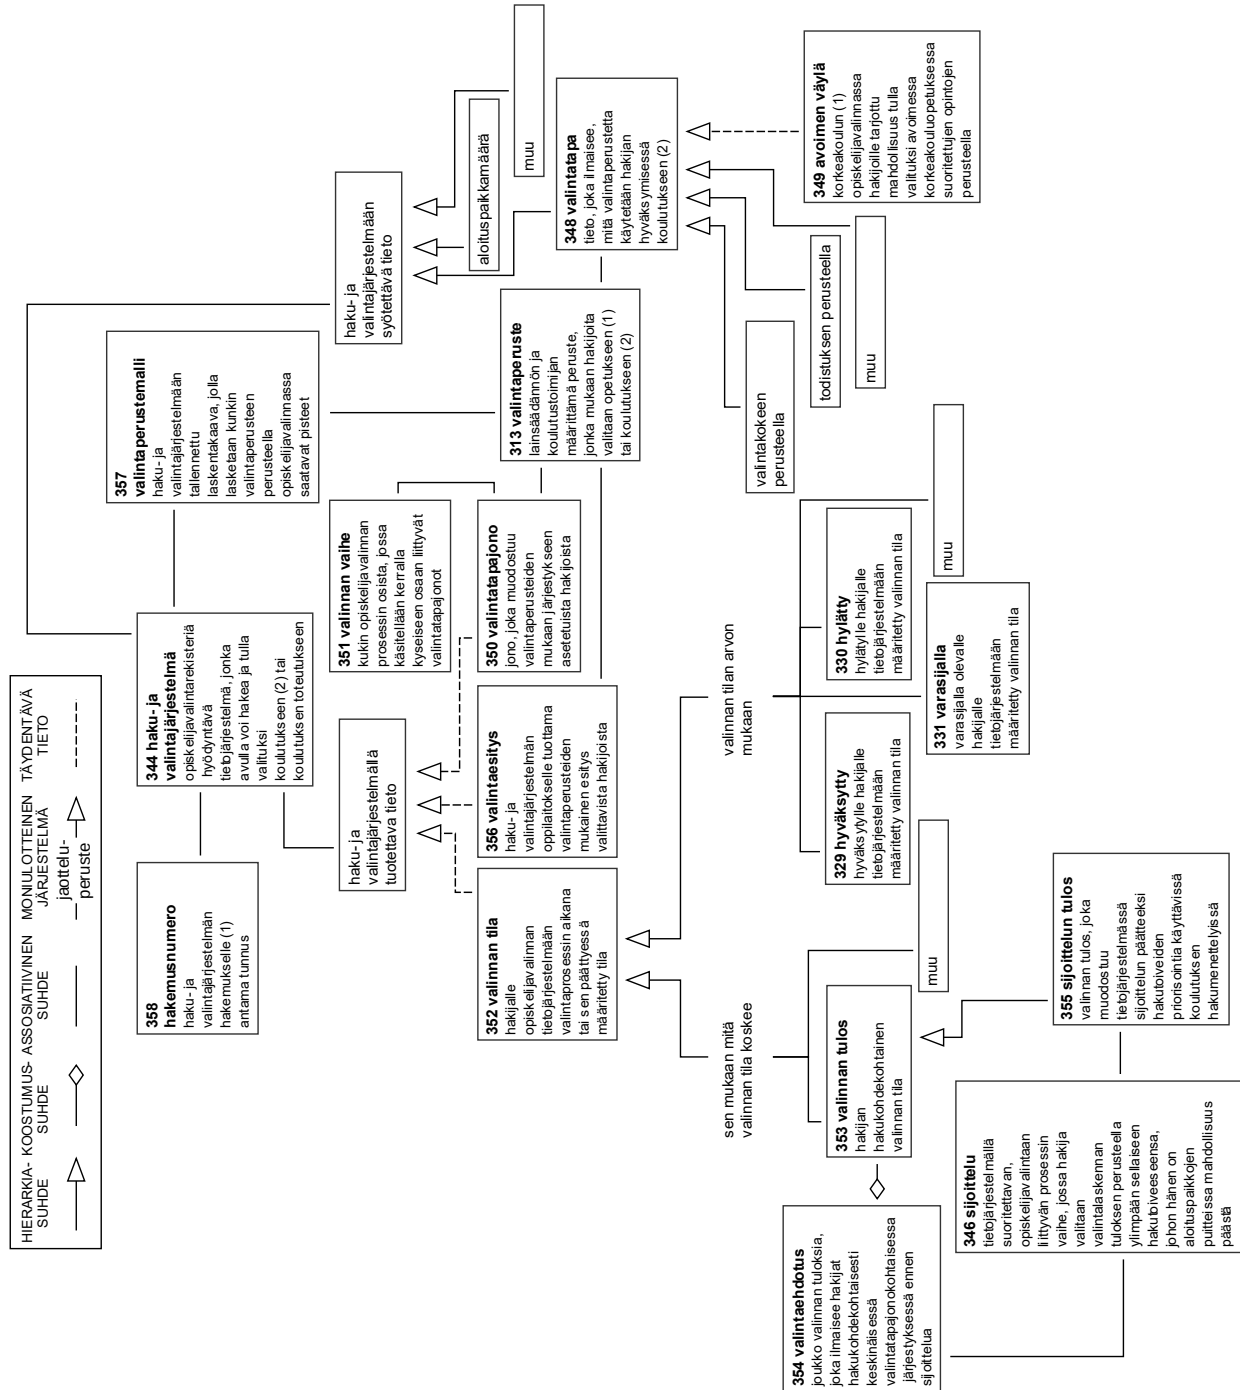 HIERARKIA-
SUHDE
KOOSTUMUS-
SUHDE
ASSOSIATIIVINEN
SUHDE
MONIULOTTEINEN
JÄRJESTELMÄ
jaottelu-
peruste
TÄYDENTÄVÄ
TIETO
358
hakemusnumero
haku- ja
valintajärjestelmän
hakemukselle (1)
antama tunnus
344 haku- ja
valintajärjestelmä
opiskelijavalintarekisteriä
hyödyntävä
tietojärjestelmä, jonka
avulla voi hakea ja tulla
valituksi
koulutukseen (2) tai
koulutuksen toteutukseen
357
valintaperustemalli
haku- ja
valintajärjestelmään
tallennettu
laskentakaava, jolla
lasketaan kunkin
valintaperusteen
perusteella
opiskelijavalinnassa
saatavat pisteet
haku- ja
valintajärjestelmällä
tuotettava tieto
351 valinnan vaihe
kukin opiskelijavalinnan
prosessin osista, jossa
käsitellään kerralla
kyseiseen osaan liittyvät
valintatapajonot
haku- ja
valintajärjestelmään
syötettävä tieto
352 valinnan tila
hakijalle
opiskelijavalinnan
tietojärjestelmään
valintaprosessin aikana
tai sen päättyessä
määritetty tila
356 valintaesitys
haku- ja
valintajärjestelmän
oppilaitokselle tuottama
valintaperusteiden
mukainen esitys
valittavista hakijoista
350 valintatapajono
jono, joka muodostuu
valintaperusteiden
mukaan järjestykseen
asetetuista hakijoista
313 valintaperuste
lainsäädännön ja
koulutustoimijan
määrittämä peruste,
jonka mukaan hakijoita
valitaan opetukseen (1)
tai koulutukseen (2)
aloituspaikkamäärä
muu
348 valintatapa
tieto, joka ilmaisee,
mitä valintaperustetta
käytetään hakijan
hyväksymisessä
koulutukseen (2)
sen mukaan mitä
valinnan tila koskee
valinnan tilan arvon
mukaan
valintakokeen
perusteella
todistuksen perusteella
muu
349 avoimen väylä
korkeakoulun (1)
opiskelijavalinnassa
hakijoille tarjottu
mahdollisuus tulla
valituksi avoimessa
korkeakouluopetuksessa
suoritettujen opintojen
perusteella
353 valinnan tulos
hakijan
hakukohdekohtainen
valinnan tila
muu
329 hyväksytty
hyväksytylle hakijalle
tietojärjestelmään
määritetty valinnan tila
331 varasijalla
varasijalla olevalle
hakijalle
tietojärjestelmään
määritetty valinnan tila
330 hylätty
hylätylle hakijalle
tietojärjestelmään
määritetty valinnan tila
muu
354 valintaehdotus
joukko valinnan tuloksia,
joka ilmaisee hakijat
hakukohdekohtaisesti
keskinäisessä
valintatapajonokohtaisessa
järjestyksessä ennen
sijoittelua
346 sijoittelu
tietojärjestelmällä
suoritettavan,
opiskelijavalintaan
liittyvän prosessin
vaihe, jossa hakija
valitaan
valintalaskennan
tuloksen perusteella
ylimpään sellaiseen
hakutoiveeseensa,
johon hänen on
aloituspaikkojen
puitteissa mahdollisuus
päästä
355 sijoittelun tulos
valinnan tulos, joka
muodostuu
tietojärjestelmässä
sijoittelun päätteeksi
hakutoiveiden
priorisointia käyttävissä
koulutuksen
hakumenettelyissä